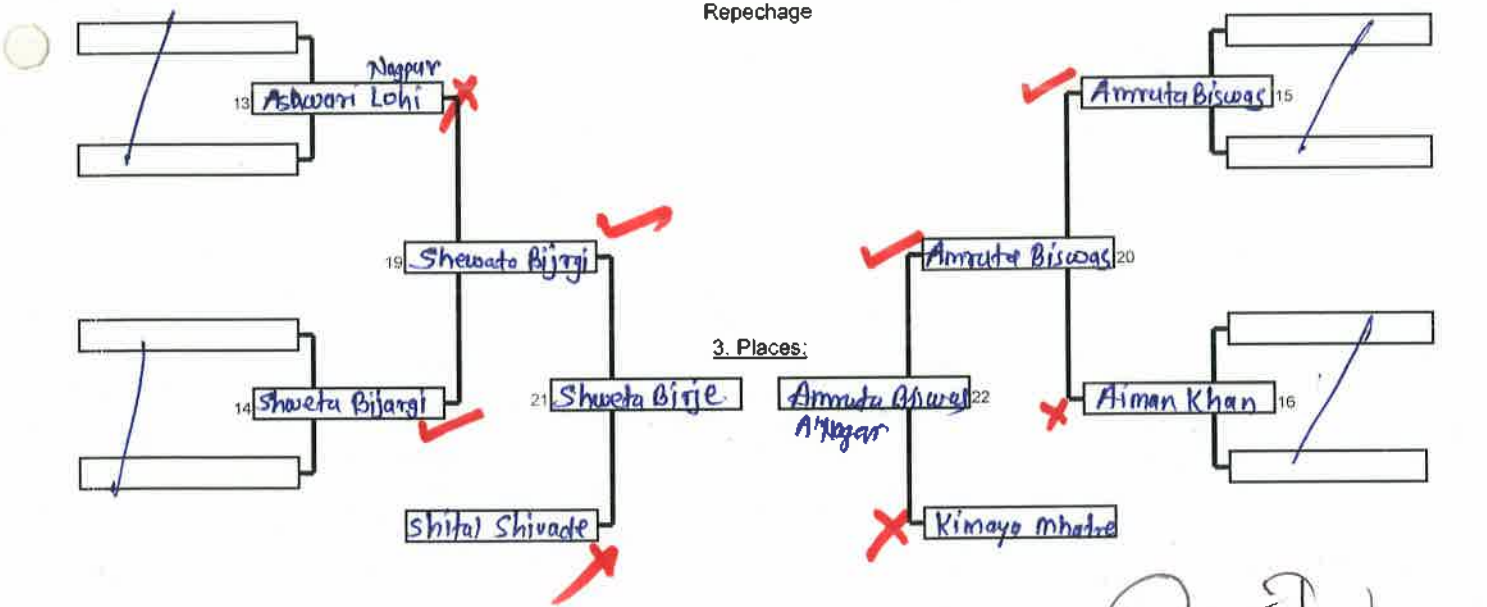 Repechage
Nagpur
13 Ashwari Lohi
Amruta Biswas 15
19 Shewata Bijrgi
Amruta Biswas 20
3. Places:
14 Shweta Bijargi
21 Shweta Birje
Amruta Biswas 22
A'Nagar
Aiman Khan 16
Shital Shivade
Kimaya Mhatre